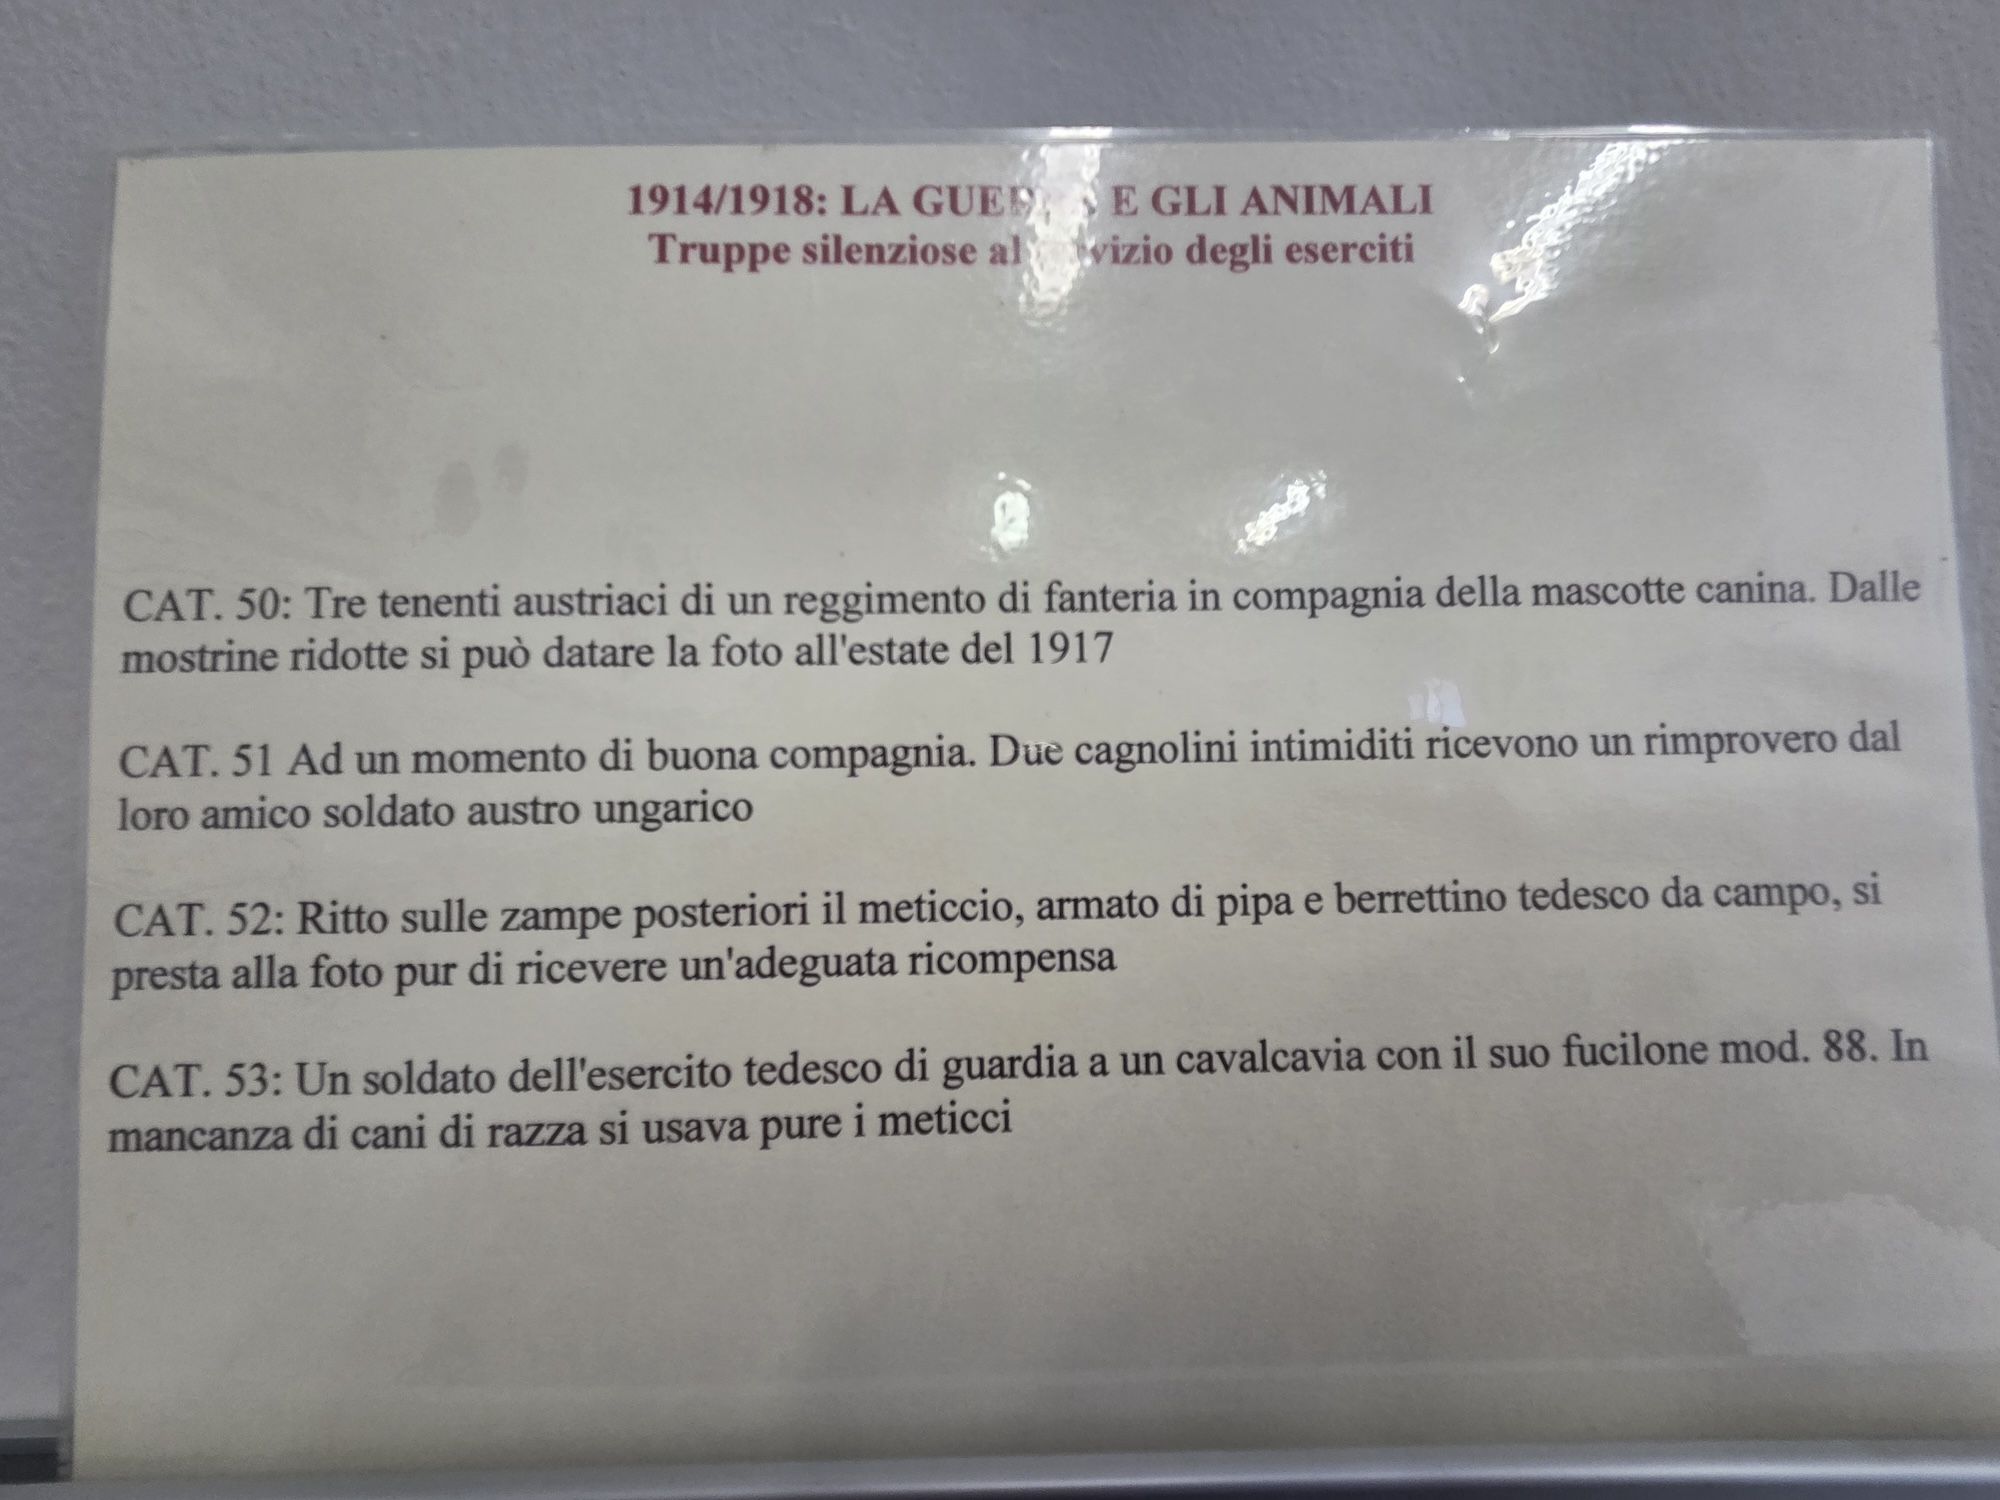 1914/1918: LA GUERRA E GLI ANIMALI
Truppe silenziose al servizio degli eserciti
CAT. 50: Tre tenenti austriaci di un reggimento di fanteria in compagnia della mascotte canina. Dalle
mostrine ridotte si può datare la foto all'estate del 1917
CAT. 51 Ad un momento di buona compagnia. Due cagnolini intimiditi ricevono un rimprovero dal
loro amico soldato austro ungarico
CAT. 52: Ritto sulle zampe posteriori il meticcio, armato di pipa e berrettino tedesco da campo, si
presta alla foto pur di ricevere un'adeguata ricompensa
CAT. 53: Un soldato dell'esercito tedesco di guardia a un cavalcavia con il suo fucilone mod. 88. In
mancanza di cani di razza si usava pure i meticci